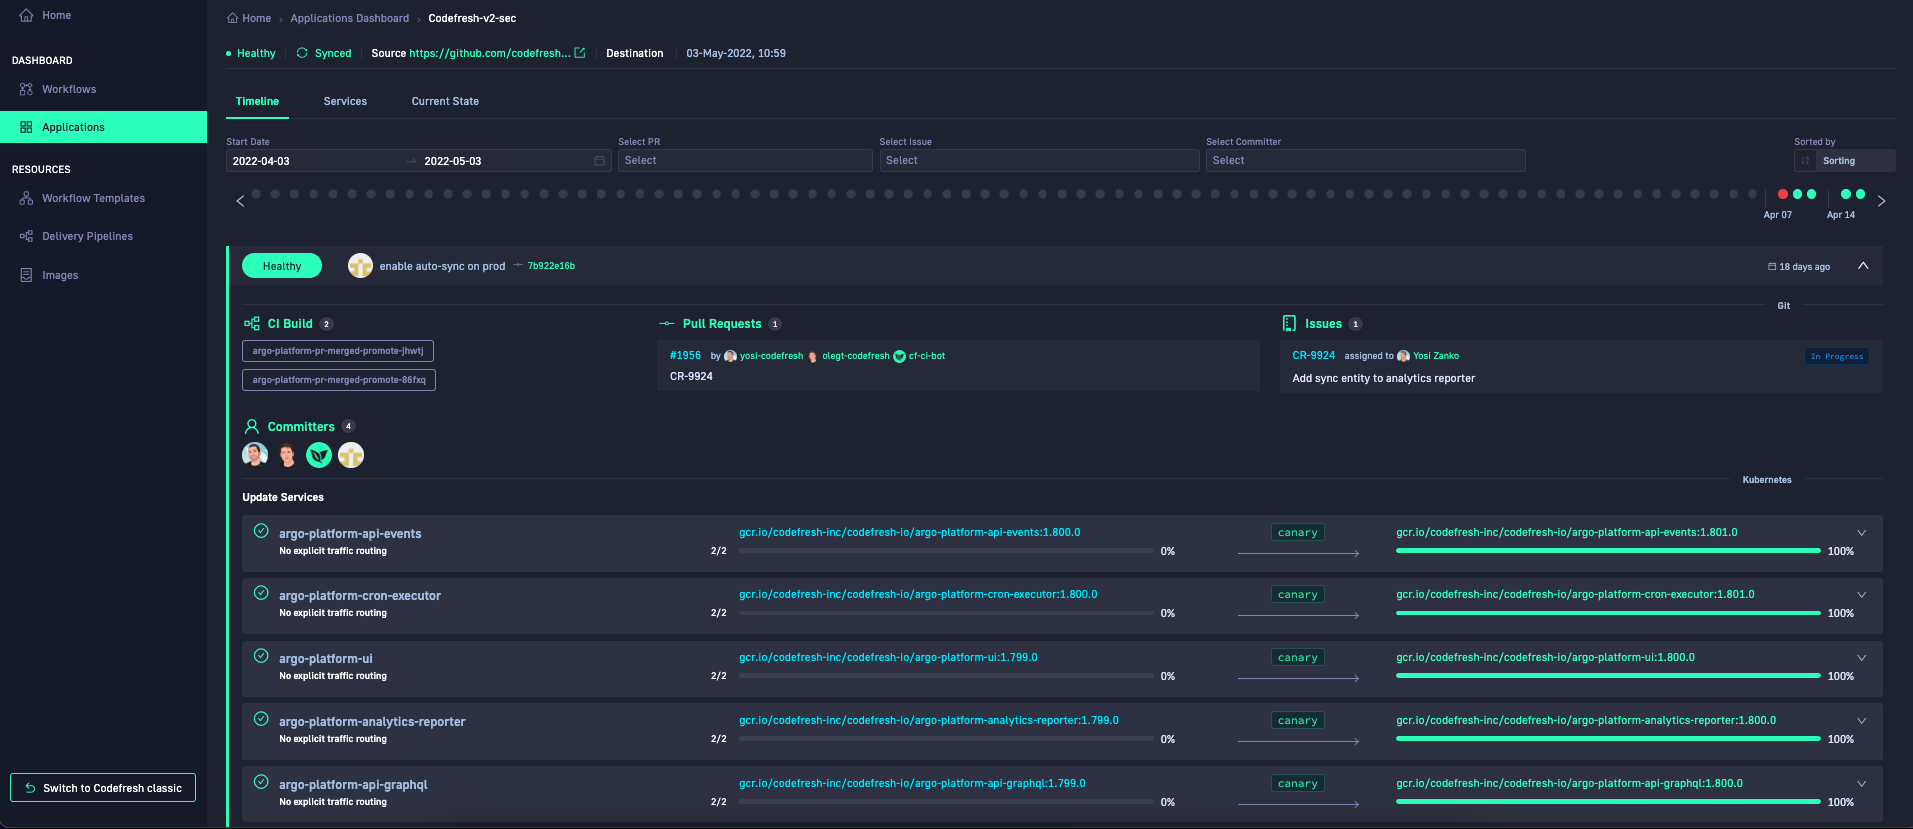 Home
DASHBOARD
Workflows
Applications
RESOURCES
Workflow Templates
Delivery Pipelines
Images
Switch to Codefresh classic
Home › Applications Dashboard › Codefresh-v2-sec
Healthy Synced Source https://github.com/codefresh... Destination 03-May-2022, 10:59
Timeline Services Current State
Start Date Select PR Select Issue Select Committer Sorted by
2022-04-03 → 2022-05-03 Select Select Select Sorting
Apr 07 Apr 14
Healthy enable auto-sync on prod 7b922e16b 18 days ago
Git
CI Build 2
argo-platform-pr-merged-promote-jhwtj
argo-platform-pr-merged-promote-86fxq
Pull Requests 1
#1956 by yosi-codefresh olegt-codefresh cf-ci-bot
CR-9924
Issues 1
CR-9924 assigned to Yosi Zanko In Progress
Add sync entity to analytics reporter
Committers 4
Kubernetes
Update Services
argo-platform-api-events gcr.io/codefresh-inc/codefresh-io/argo-platform-api-events:1.800.0 canary gcr.io/codefresh-inc/codefresh-io/argo-platform-api-events:1.801.0
No explicit traffic routing 2/2 0% 100%
argo-platform-cron-executor gcr.io/codefresh-inc/codefresh-io/argo-platform-cron-executor:1.800.0 canary gcr.io/codefresh-inc/codefresh-io/argo-platform-cron-executor:1.801.0
No explicit traffic routing 2/2 0% 100%
argo-platform-ui gcr.io/codefresh-inc/codefresh-io/argo-platform-ui:1.799.0 canary gcr.io/codefresh-inc/codefresh-io/argo-platform-ui:1.800.0
No explicit traffic routing 2/2 0% 100%
argo-platform-analytics-reporter gcr.io/codefresh-inc/codefresh-io/argo-platform-analytics-reporter:1.799.0 canary gcr.io/codefresh-inc/codefresh-io/argo-platform-analytics-reporter:1.800.0
No explicit traffic routing 2/2 0% 100%
argo-platform-api-graphql gcr.io/codefresh-inc/codefresh-io/argo-platform-api-graphql:1.799.0 canary gcr.io/codefresh-inc/codefresh-io/argo-platform-api-graphql:1.800.0
No explicit traffic routing 2/2 0% 100%